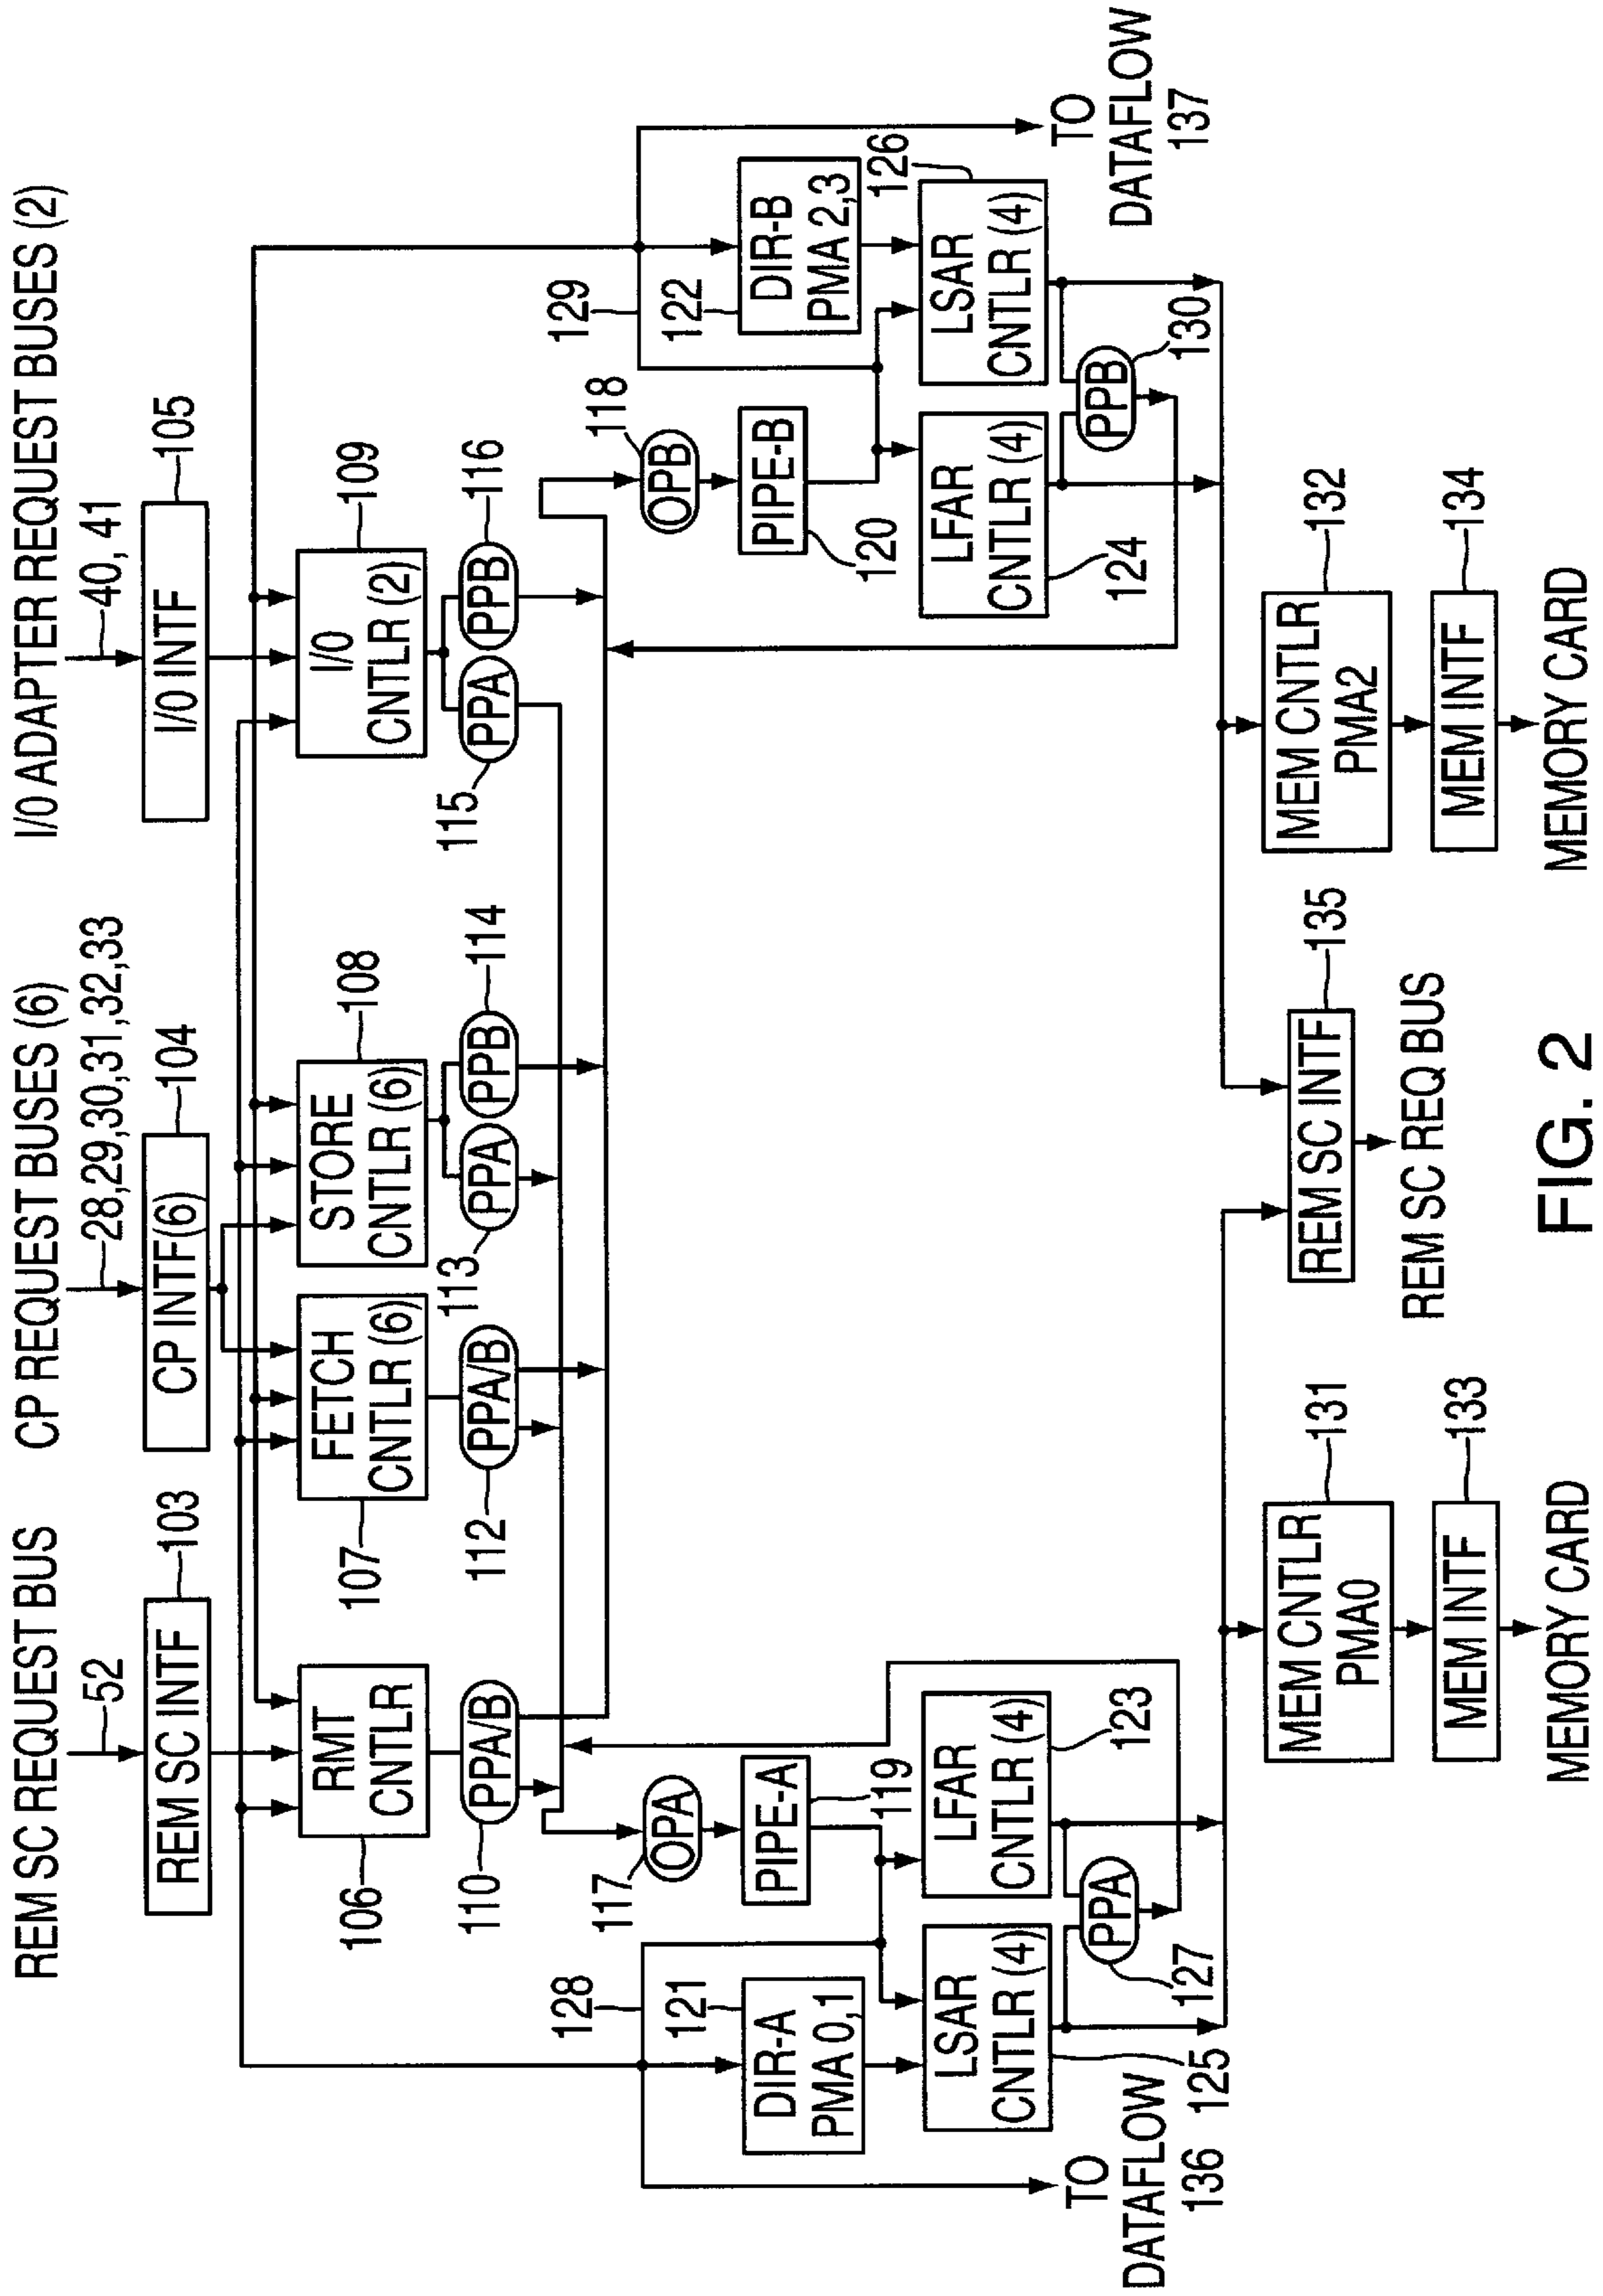 REM SC REQUEST BUS
CP REQUEST BUSES (6)
I/O ADAPTER REQUEST BUSES (2)
52
28,29,30,31,32,33
40, 41
REM SC INTF
103
CP INTF(6)
104
I/O INTF
105
RMT
CNTLR
106
FETCH
CNTLR (6)
107
STORE
CNTLR (6)
108
I/O
CNTLR (2)
109
PPA/B
110
PPA/B
112
PPA
113
PPB
114
PPA
115
PPB
116
128
129
OPA
117
OPB
118
DIR-A
PMA 0,1
121
PIPE-A
119
PIPE-B
120
DIR-B
PMA 2,3
122
LSAR
CNTLR (4)
125
LFAR
CNTLR (4)
123
LFAR
CNTLR (4)
124
LSAR
CNTLR (4)
126
PPA
127
PPB
130
TO
DATAFLOW
136
TO
DATAFLOW
137
MEM CNTLR
PMA0
131
REM SC INTF
135
MEM CNTLR
PMA2
132
MEM INTF
133
REM SC REQ BUS
MEM INTF
134
MEMORY CARD
MEMORY CARD
FIG. 2